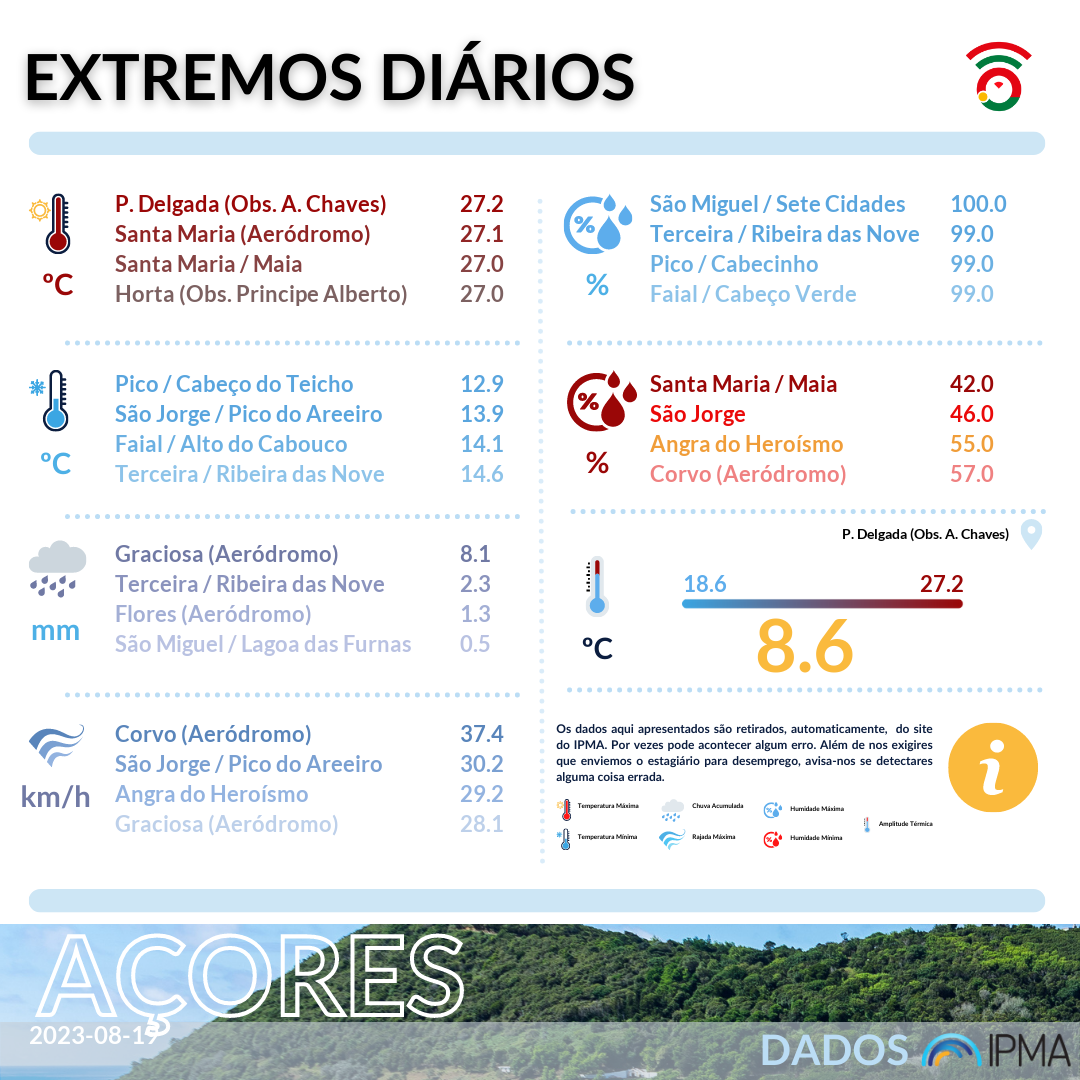 EXTREMOS DIÁRIOS
P. Delgada (Obs. A. Chaves) 27.2
Santa Maria (Aeródromo) 27.1
Santa Maria / Maia 27.0
Horta (Obs. Principe Alberto) 27.0
ºC
Pico / Cabeço do Teicho 12.9
São Jorge / Pico do Areeiro 13.9
Faial / Alto do Cabouco 14.1
Terceira / Ribeira das Nove 14.6
ºC
Graciosa (Aeródromo) 8.1
Terceira / Ribeira das Nove 2.3
Flores (Aeródromo) 1.3
São Miguel / Lagoa das Furnas 0.5
mm
Corvo (Aeródromo) 37.4
São Jorge / Pico do Areeiro 30.2
Angra do Heroísmo 29.2
Graciosa (Aeródromo) 28.1
km/h
%
São Miguel / Sete Cidades 100.0
Terceira / Ribeira das Nove 99.0
Pico / Cabecinho 99.0
Faial / Cabeço Verde 99.0
%
%
Santa Maria / Maia 42.0
São Jorge 46.0
Angra do Heroísmo 55.0
Corvo (Aeródromo) 57.0
%
P. Delgada (Obs. A. Chaves)
18.6 27.2
8.6
ºC
Os dados aqui apresentados são retirados, automaticamente, do site
do IPMA. Por vezes pode acontecer algum erro. Além de nos exigires
que enviemos o estagiário para desemprego, avisa-nos se detectares
alguma coisa errada.
i
Temperatura Máxima Chuva Acumulada Humidade Máxima
Amplitude Térmica
Temperatura Mínima Rajada Máxima Humidade Mínima
AÇORES
2023-08-19
DADOS IPMA